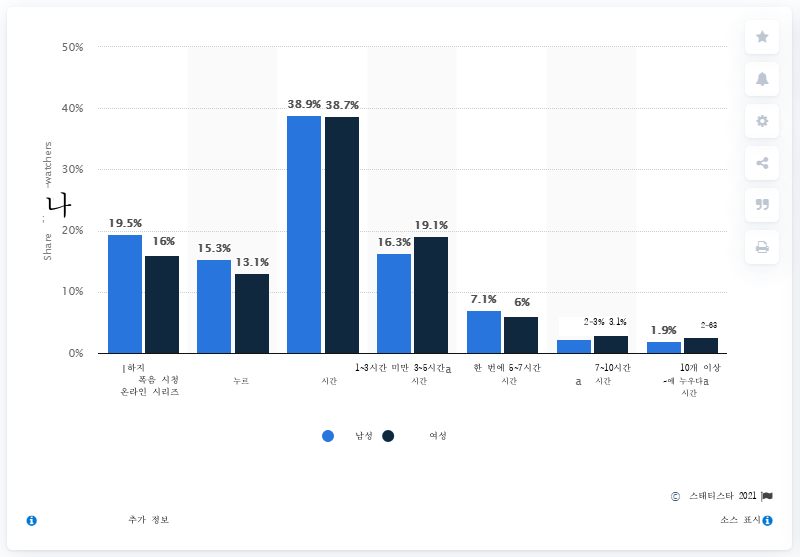 50%
40%
30%
20%
10%
0%
Share
-watchers
나
19.5% 16%
15.3% 13.1%
38.9% 38.7%
16.3% 19.1%
7.1% 6%
2-3% 3.1%
1.9% 2-63
하지
폭음 시청
온라인 시리즈
누르
시간
1~3시간 미만 3~5시간a
시간
한 번에 5~7시간
시간
7~10시간
a 시간
10개 이상
-에 누우다a
시간
남성 여성
© 스태티스타 2021
추가 정보
소스 표시